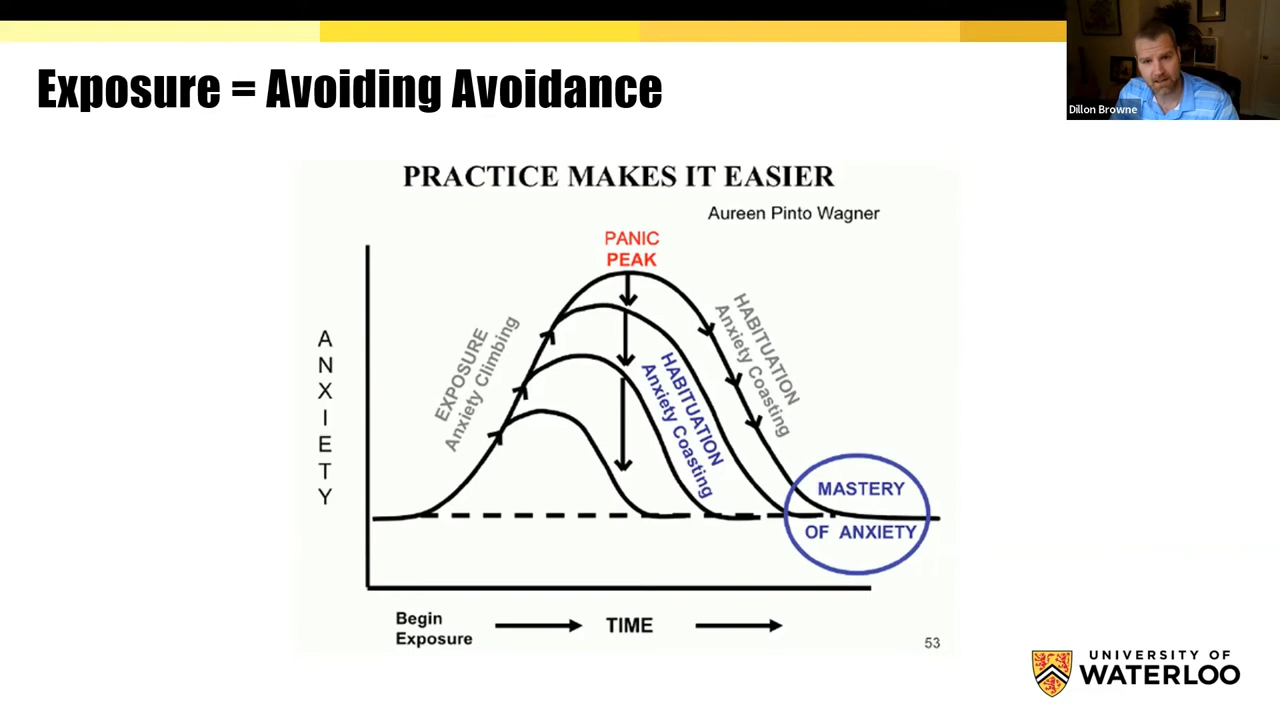 Exposure = Avoiding Avoidance
Dillon Browne
PRACTICE MAKES IT EASIER
Aureen Pinto Wagner
PANIC
PEAK
ANXIETY
EXPOSURE
Anxiety Climbing
HABITUATION
Anxiety Coasting
HABITUATION
Anxiety Coasting
MASTERY
OF ANXIETY
Begin
Exposure
TIME
53
UNIVERSITY OF
WATERLOO